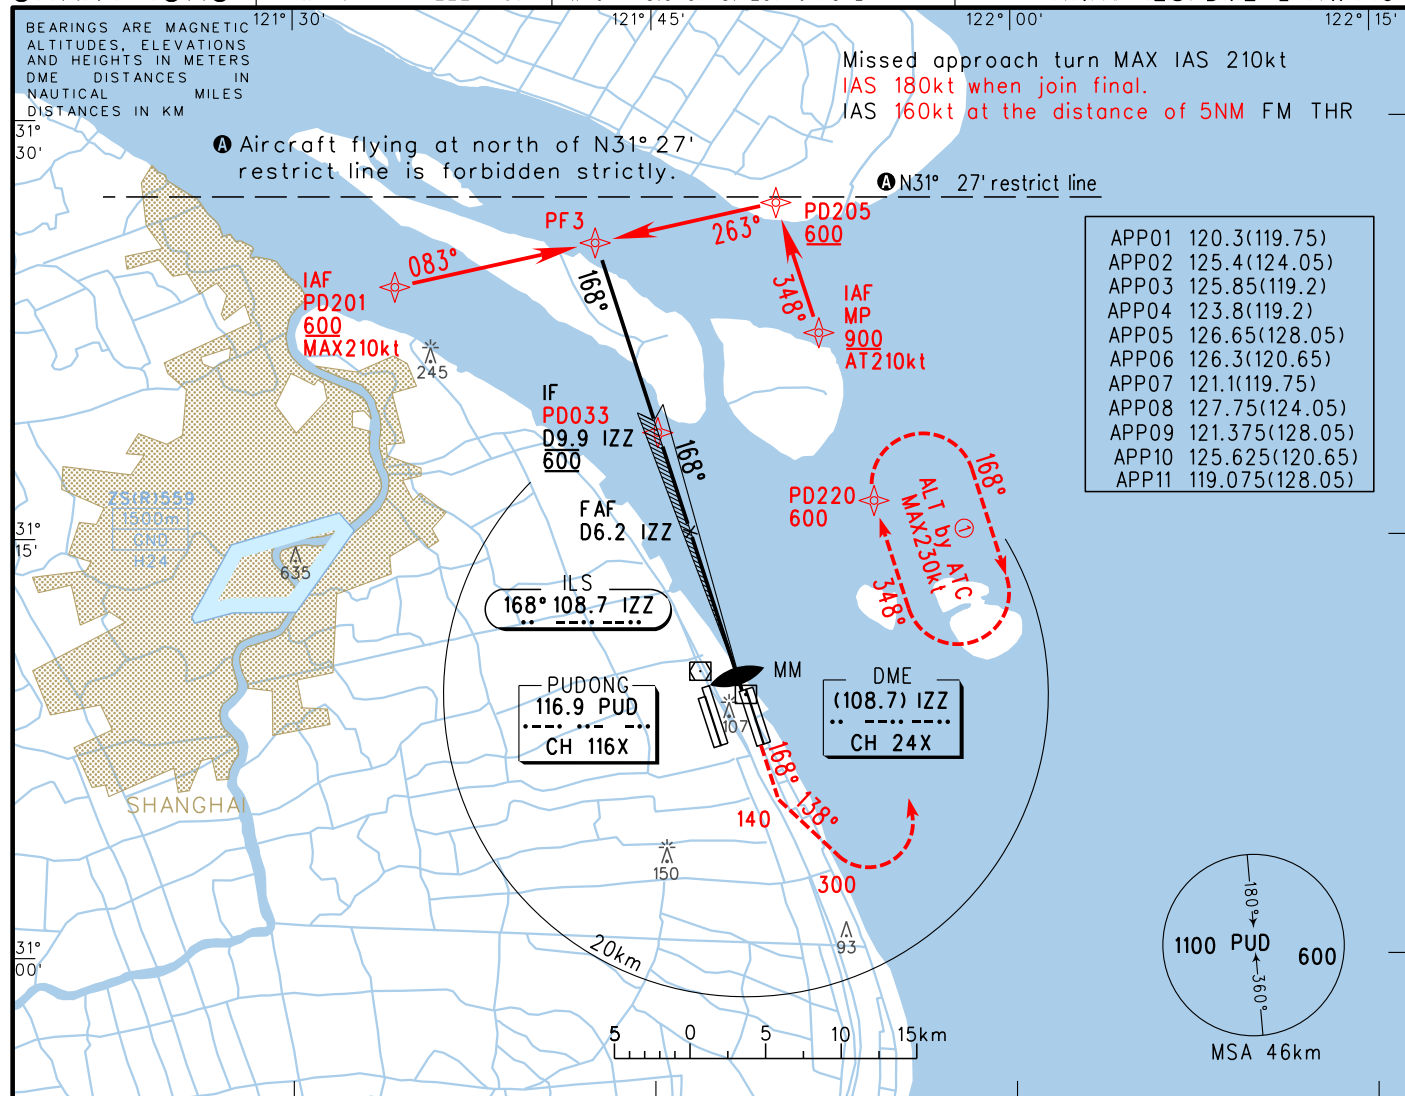 121° 30'
121° 45'
122° 00'
122° 15'
BEARINGS ARE MAGNETIC
ALTITUDES, ELEVATIONS
AND HEIGHTS IN METERS
DME DISTANCES IN
NAUTICAL MILES
DISTANCES IN KM
Missed approach turn MAX IAS 210kt
IAS 180kt when join final.
IAS 160kt at the distance of 5NM FM THR
31°
30'
A Aircraft flying at north of N31° 27'
restrict line is forbidden strictly.
A N31° 27' restrict line
PF3
263°
PD205
600
083°
IAF
PD201
600
MAX210kt
168°
348°
IAF
MP
900
AT210kt
245
APP01 120.3(119.75)
APP02 125.4(124.05)
APP03 125.85(119.2)
APP04 123.8(119.2)
APP05 126.65(128.05)
APP06 126.3(120.65)
APP07 121.1(119.75)
APP08 127.75(124.05)
APP09 121.375(128.05)
APP10 125.625(120.65)
APP11 119.075(128.05)
IF
PD033
D9.9 IZZ
600
168°
FAF
D6.2 IZZ
PD220
600
168°
ALT by ATC
MAX230kt
①
348°
ZS(R)559
1500m
GND
H24
31°
15'
635
ILS
168° 108.7 IZZ
MM
PUDONG
116.9 PUD
CH 116X
107
DME
(108.7) IZZ
CH 24X
168°
138°
140
300
SHANGHAI
150
93
20km
31°
00'
180°
1100 PUD 600
360°
MSA 46km
5 0 5 10 15km